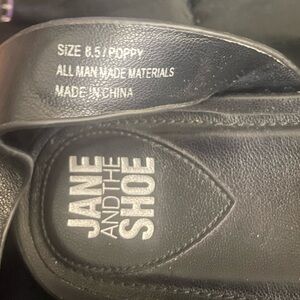 SIZE 8.5 / POPPY
ALL MAN MADE MATERIALS
MADE IN CHINA
JANE
AND THE
SHOE